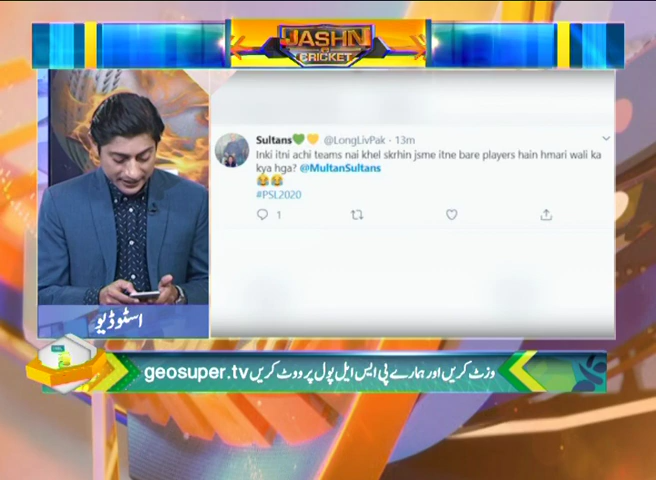 JASHN
E
CRICKET
Sultans💚💛 @LongLivPak · 13m
Inki itni achi teams nai khel skrhin jsme itne bare players hain hmari wali ka
kya hga? @MultanSultans
😂😂
#PSL2020
1
اسٹوڈیو
وزٹ کریں اور ہمارے پی ایس ایل پول پر ووٹ کریں geosuper.tv